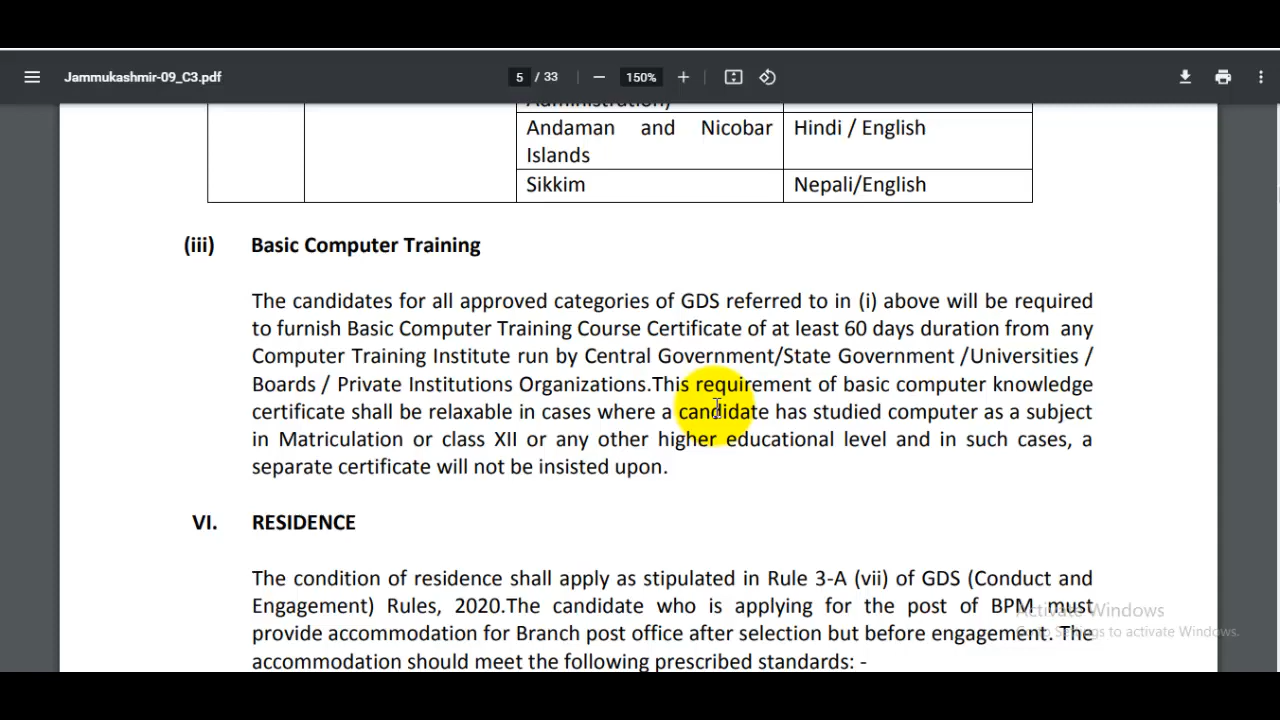 Jammukashmir-09_C3.pdf
5 / 33
150%
Administration)
Andaman and Nicobar Hindi / English
Islands
Sikkim Nepali/English
(iii) Basic Computer Training
The candidates for all approved categories of GDS referred to in (i) above will be required
to furnish Basic Computer Training Course Certificate of at least 60 days duration from any
Computer Training Institute run by Central Government/State Government /Universities /
Boards / Private Institutions Organizations.This requirement of basic computer knowledge
certificate shall be relaxable in cases where a candidate has studied computer as a subject
in Matriculation or class XII or any other higher educational level and in such cases, a
separate certificate will not be insisted upon.
VI. RESIDENCE
The condition of residence shall apply as stipulated in Rule 3-A (vii) of GDS (Conduct and
Engagement) Rules, 2020.The candidate who is applying for the post of BPM must
provide accommodation for Branch post office after selection but before engagement. The
accommodation should meet the following prescribed standards: -
Activate Windows
Go to Settings to activate Windows.